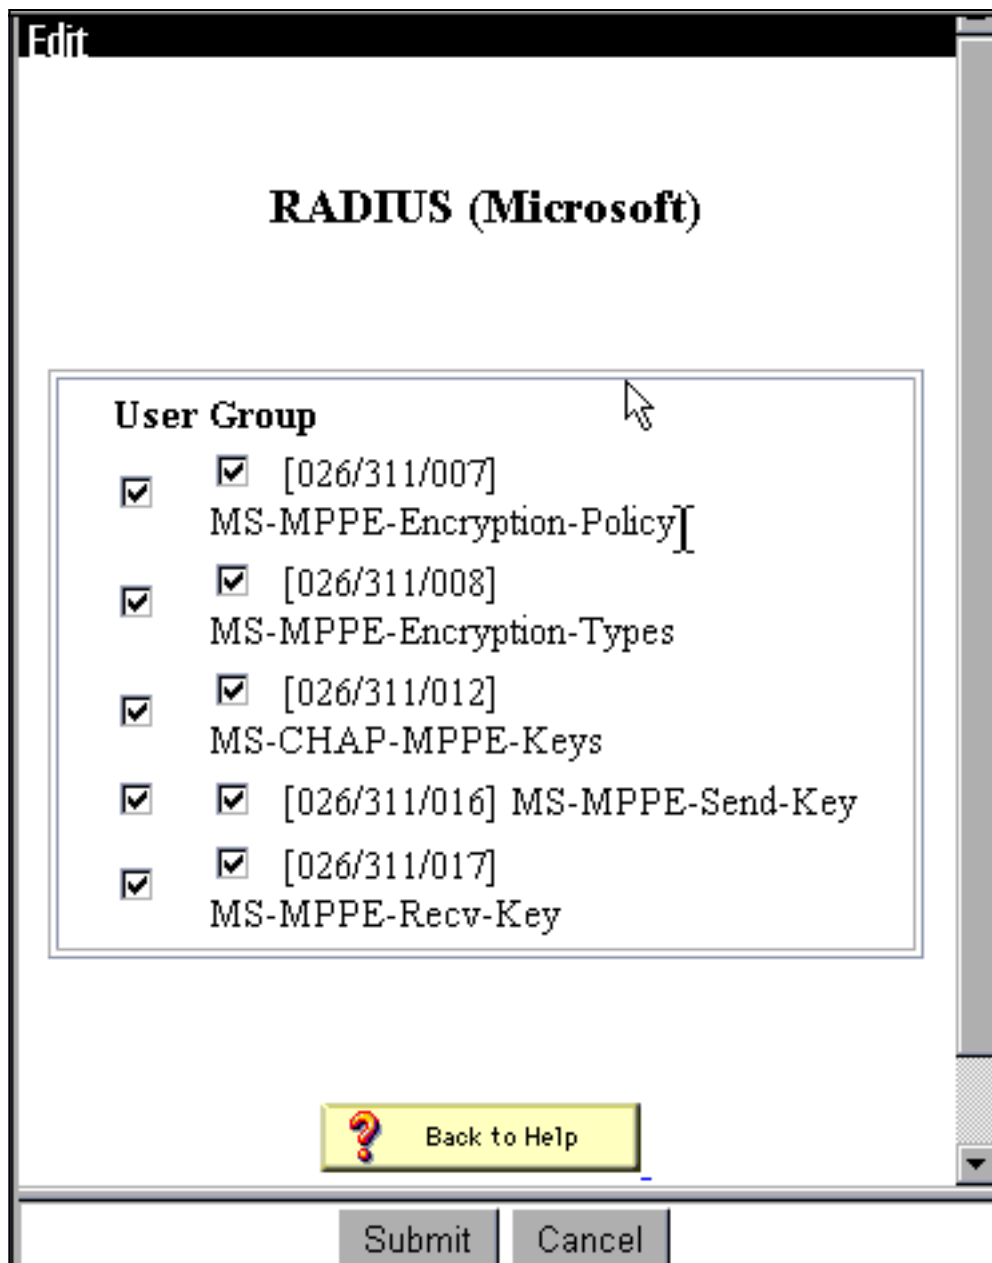 Edit
RADIUS (Microsoft)
User Group
[026/311/007]
MS-MPPE-Encryption-Policy
[026/311/008]
MS-MPPE-Encryption-Types
[026/311/012]
MS-CHAP-MPPE-Keys
[026/311/016] MS-MPPE-Send-Key
[026/311/017]
MS-MPPE-Recv-Key
Back to Help
Submit Cancel